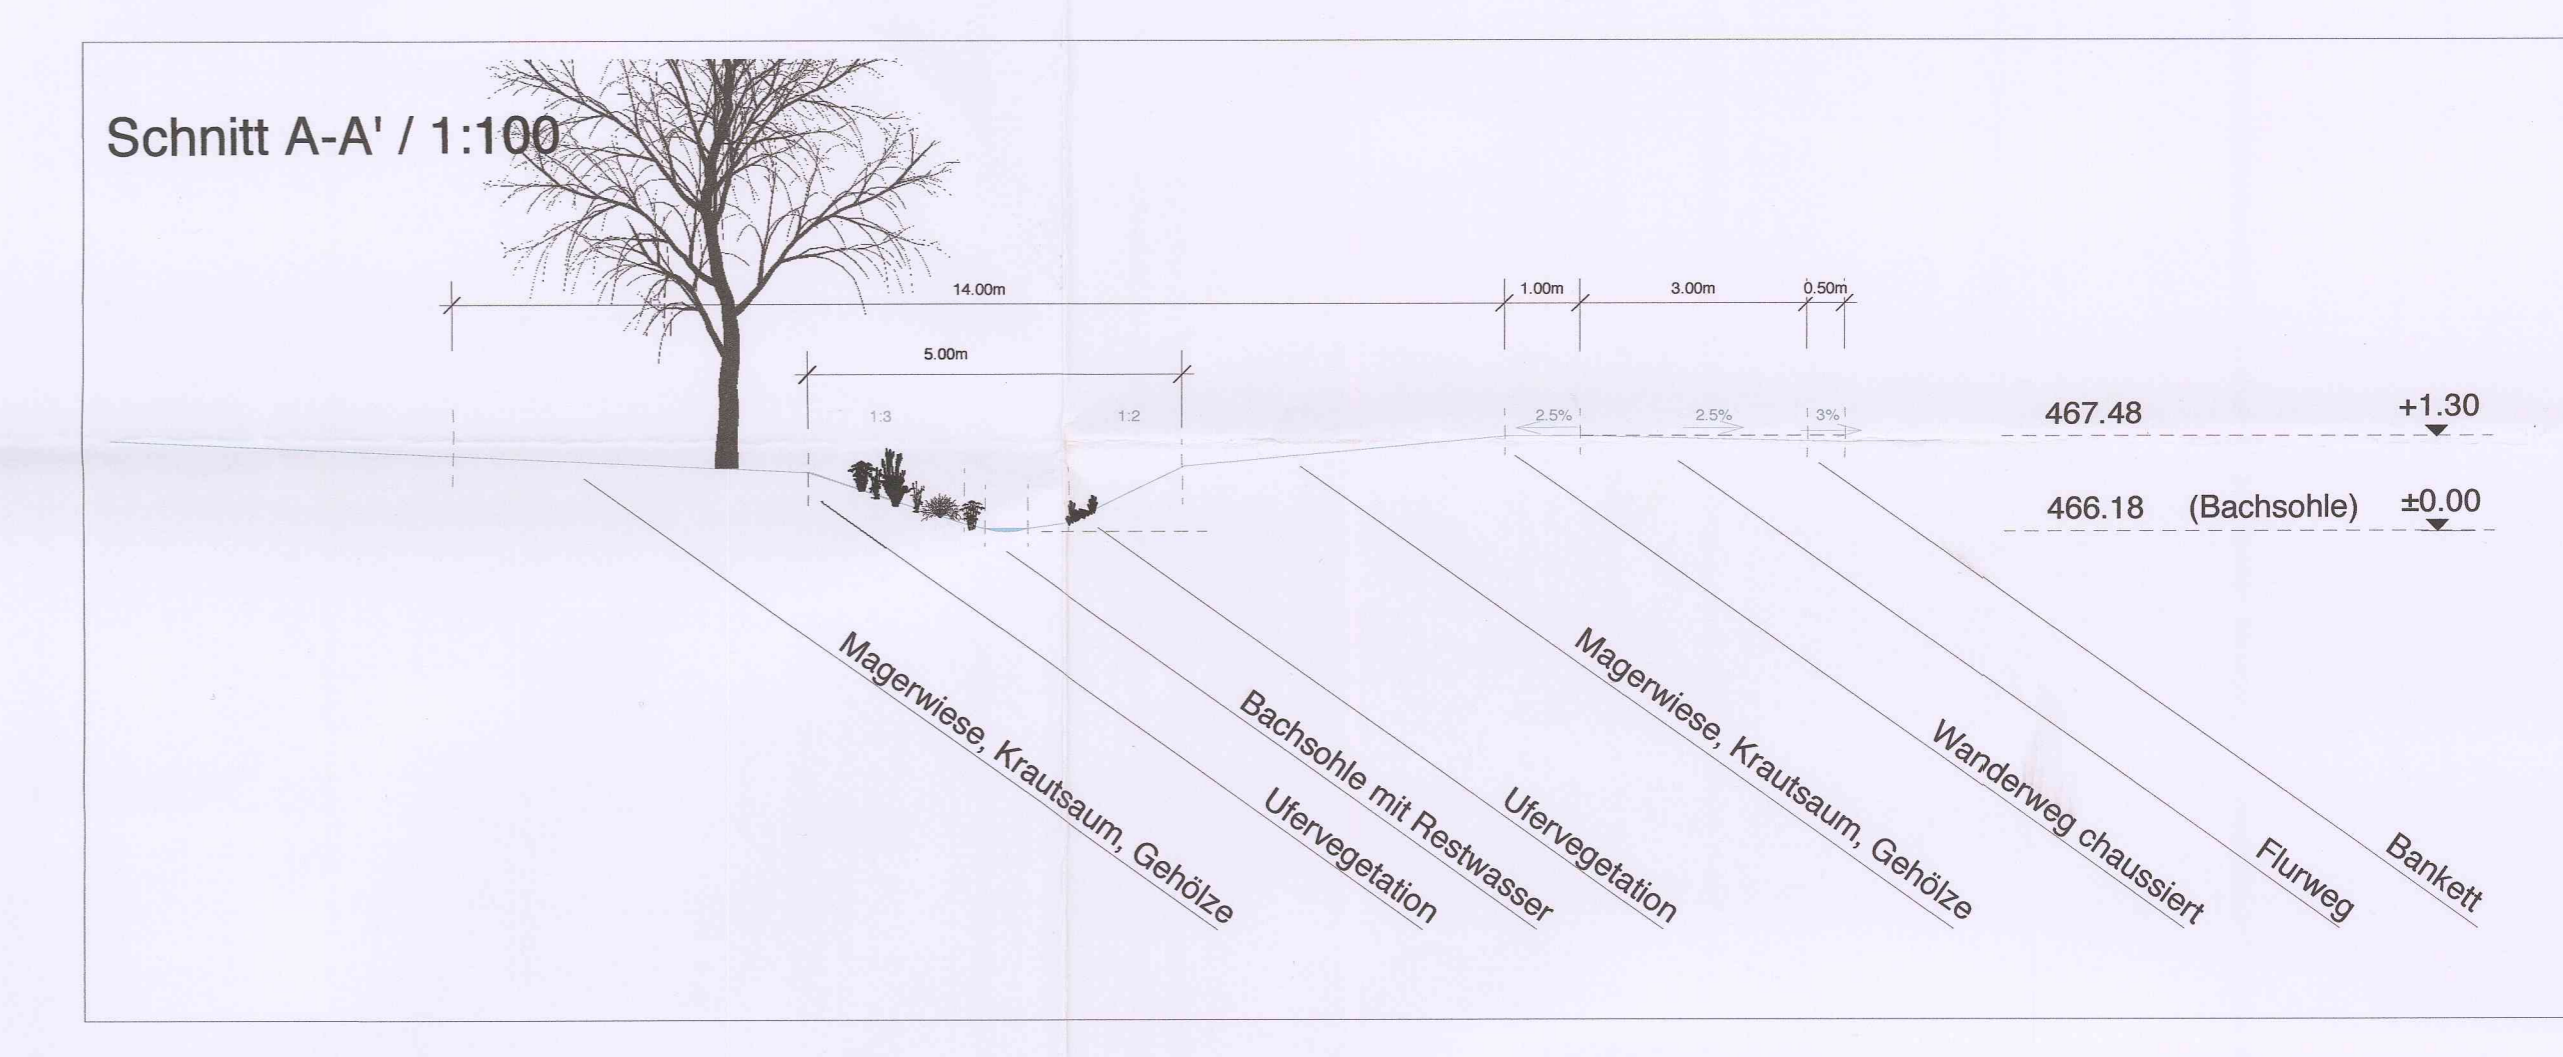 Schnitt A-A' / 1:100
14.00m
1.00m
3.00m
0.50m
5.00m
1:3
1:2
2.5%
2.5%
3%
467.48
+1.30
466.18 (Bachsohle) ±0.00
Magerwiese, Krautsaum, Gehölze
Ufervegetation
Bachsohle mit Restwasser
Ufervegetation
Magerwiese, Krautsaum, Gehölze
Wanderweg chaussiert
Flurweg
Bankett